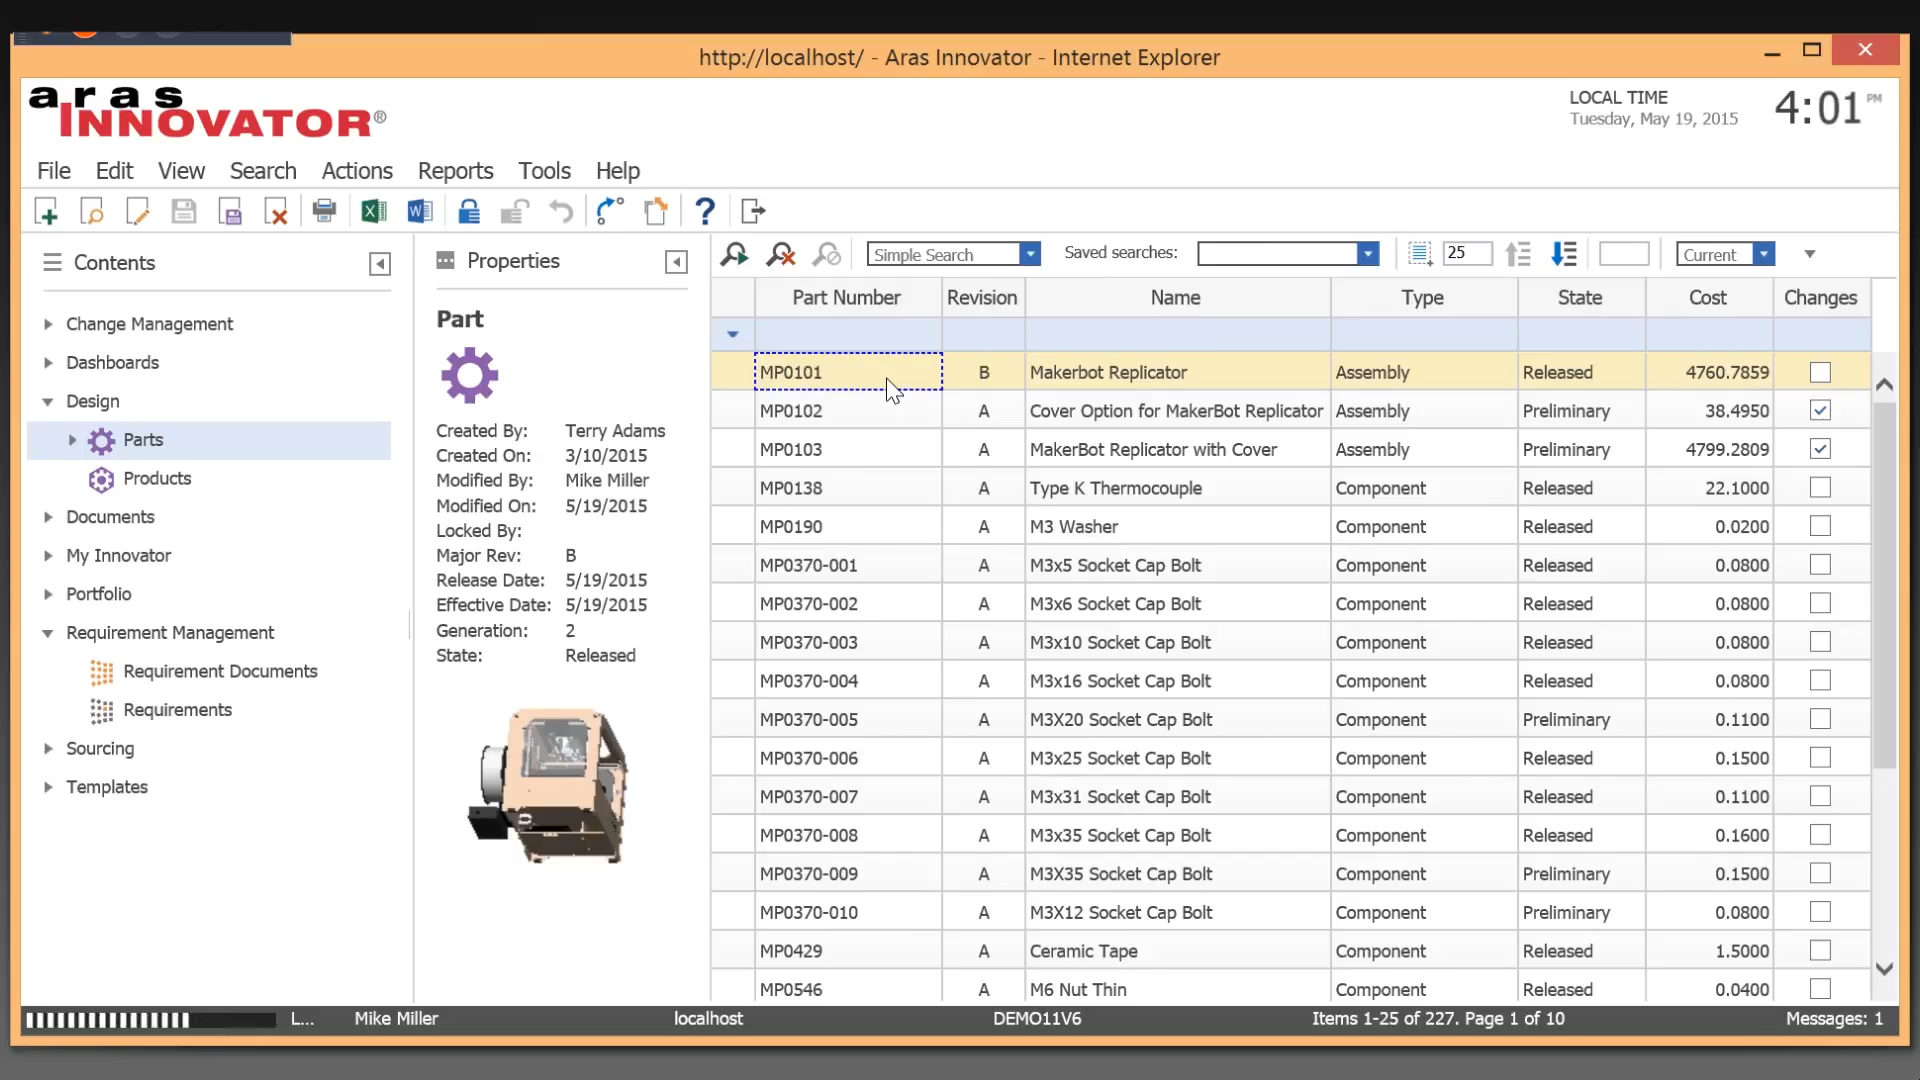 http://localhost/ - Aras Innovator - Internet Explorer
aras
INNOVATOR®
LOCAL TIME
Tuesday, May 19, 2015
4:01 PM
File Edit View Search Actions Reports Tools Help
Contents
Change Management
Dashboards
Design
Parts
Products
Documents
My Innovator
Portfolio
Requirement Management
Requirement Documents
Requirements
Sourcing
Templates
Properties
Part
Created By: Terry Adams
Created On: 3/10/2015
Modified By: Mike Miller
Modified On: 5/19/2015
Locked By:
Major Rev: B
Release Date: 5/19/2015
Effective Date: 5/19/2015
Generation: 2
State: Released
Simple Search Saved searches: 25 Current
Part Number Revision Name Type State Cost Changes
MP0101 B Makerbot Replicator Assembly Released 4760.7859
MP0102 A Cover Option for MakerBot Replicator Assembly Preliminary 38.4950
MP0103 A MakerBot Replicator with Cover Assembly Preliminary 4799.2809
MP0138 A Type K Thermocouple Component Released 22.1000
MP0190 A M3 Washer Component Released 0.0200
MP0370-001 A M3x5 Socket Cap Bolt Component Released 0.0800
MP0370-002 A M3x6 Socket Cap Bolt Component Released 0.0800
MP0370-003 A M3x10 Socket Cap Bolt Component Released 0.0800
MP0370-004 A M3x16 Socket Cap Bolt Component Released 0.0800
MP0370-005 A M3X20 Socket Cap Bolt Component Preliminary 0.1100
MP0370-006 A M3x25 Socket Cap Bolt Component Released 0.1500
MP0370-007 A M3x31 Socket Cap Bolt Component Released 0.1100
MP0370-008 A M3x35 Socket Cap Bolt Component Released 0.1600
MP0370-009 A M3X35 Socket Cap Bolt Component Preliminary 0.1500
MP0370-010 A M3X12 Socket Cap Bolt Component Preliminary 0.0800
MP0429 A Ceramic Tape Component Released 1.5000
MP0546 A M6 Nut Thin Component Released 0.0400
L... Mike Miller localhost DEMO11V6 Items 1-25 of 227. Page 1 of 10 Messages: 1